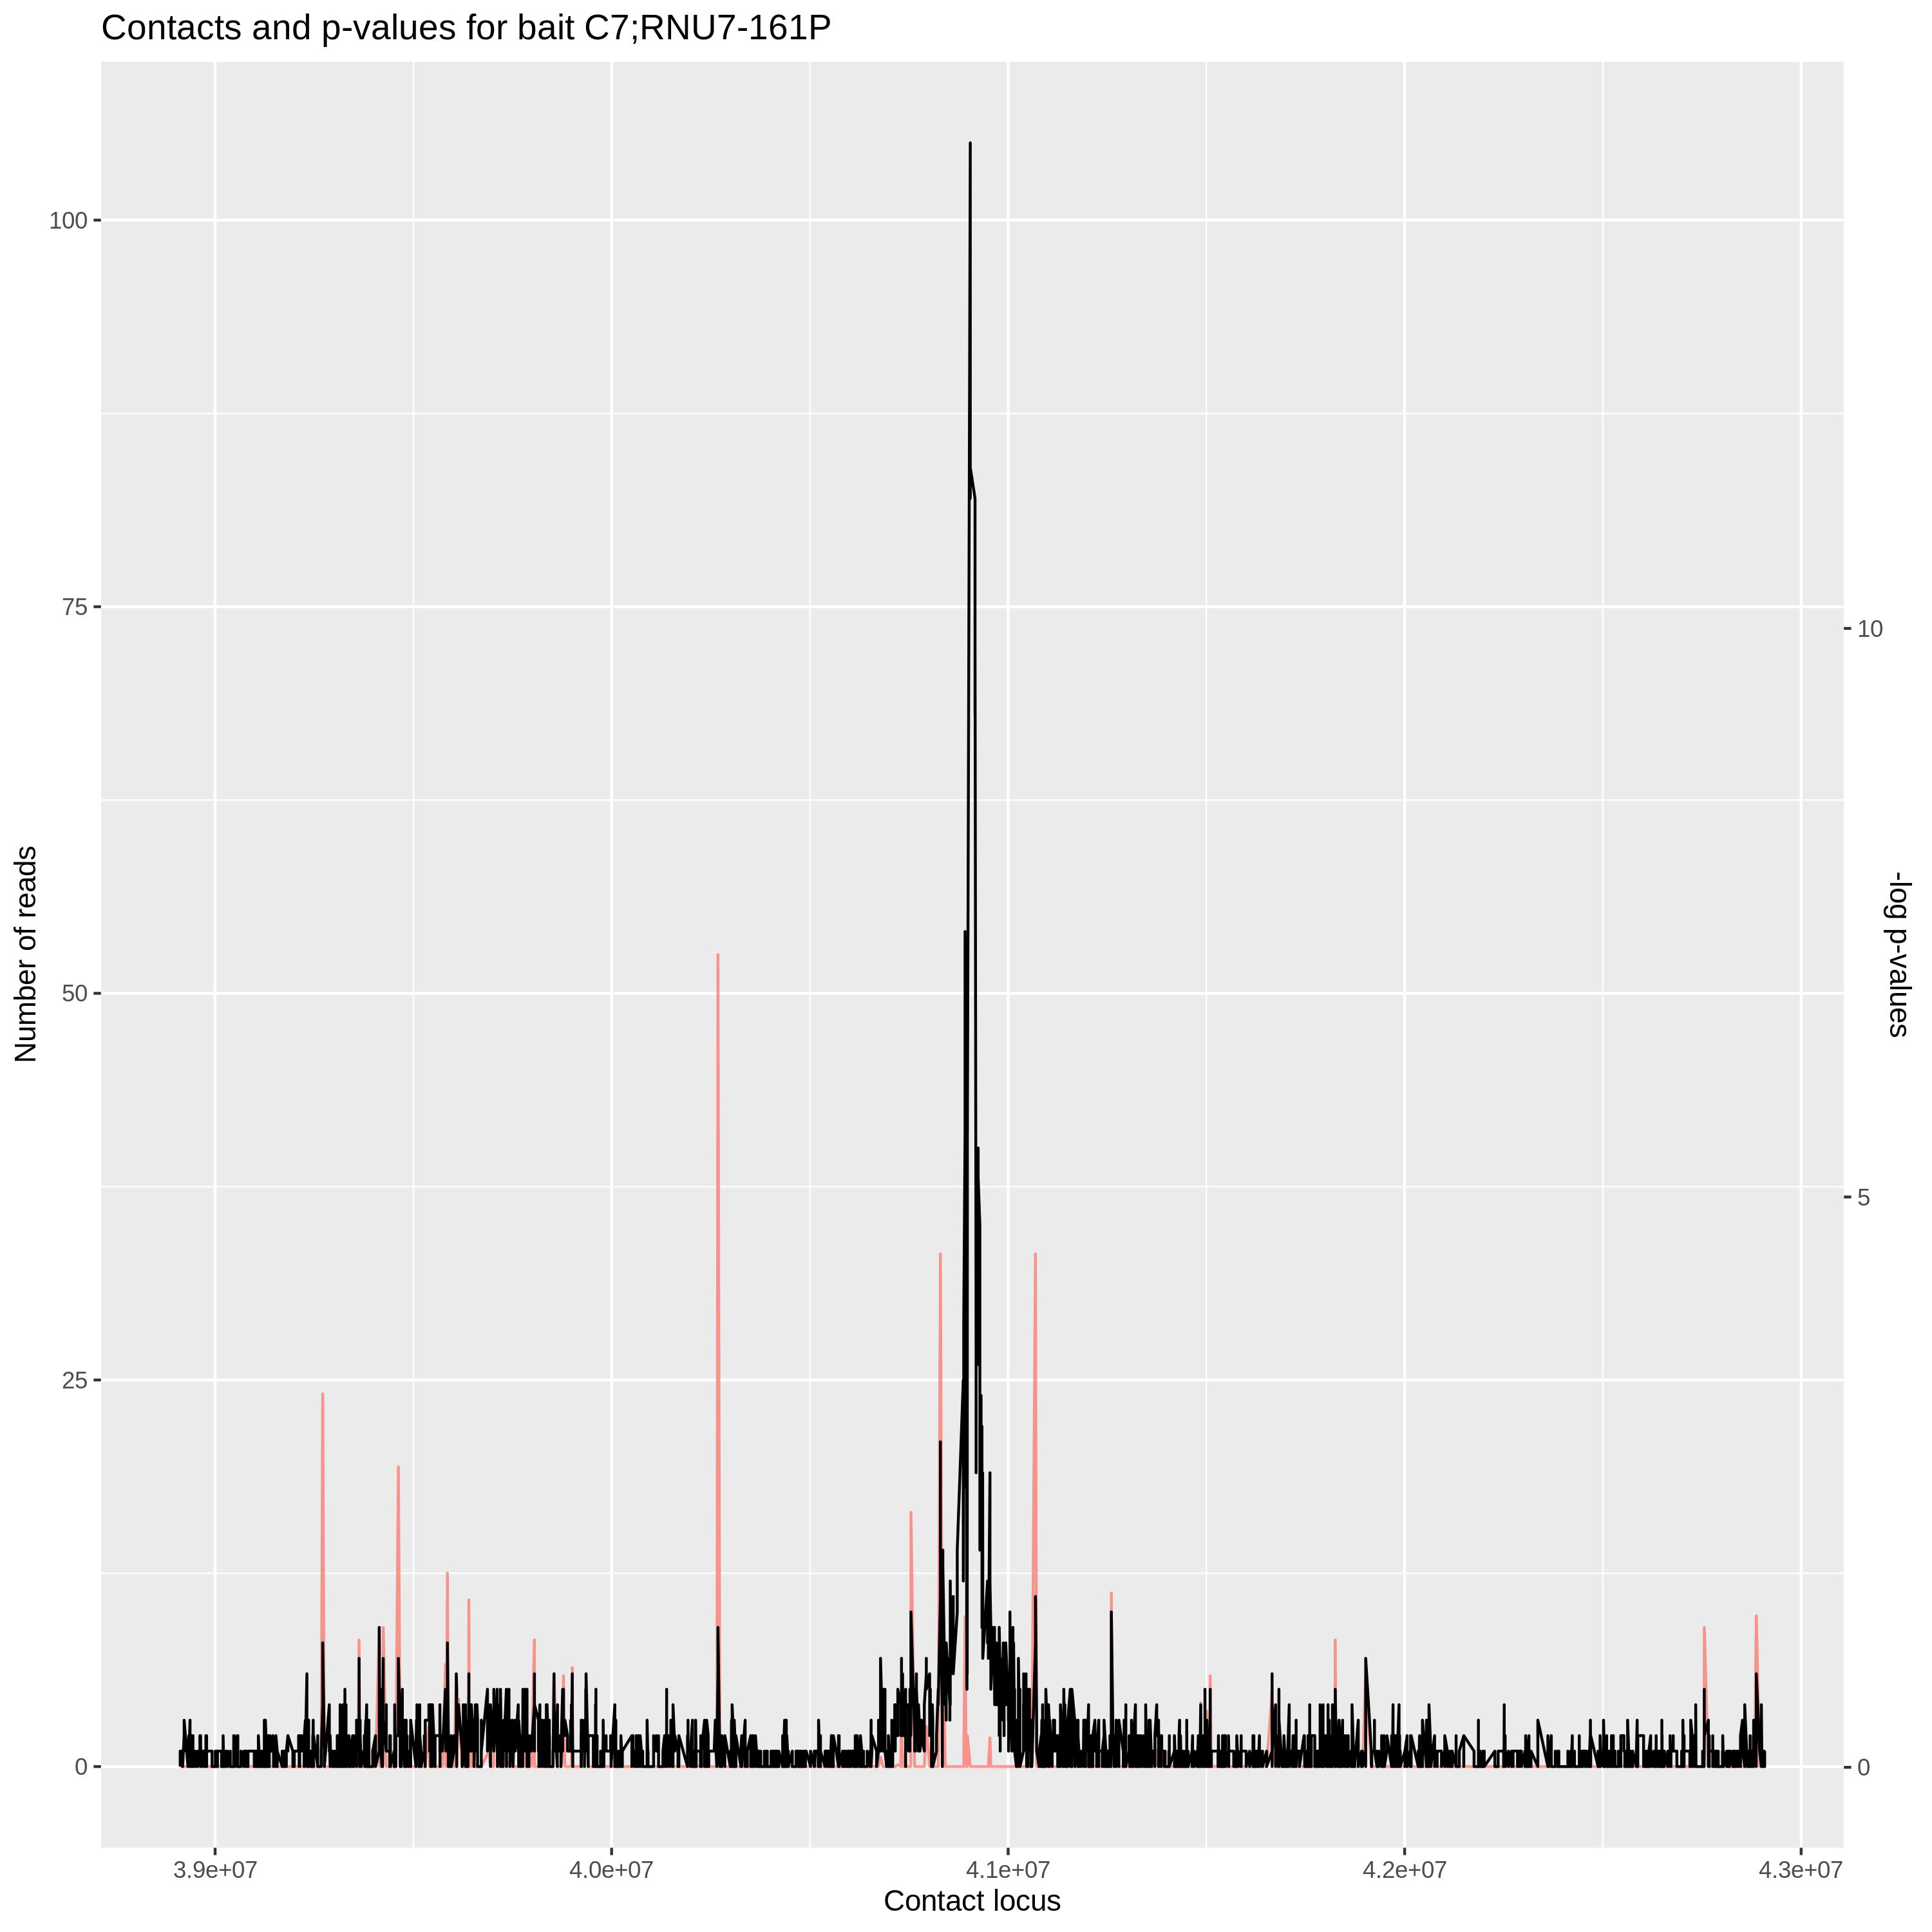 Contacts and p-values for bait C7;RNU7-161P
100
75
50
25
0
Number of reads
10
5
0
-log p-values
3.9e+07
4.0e+07
4.1e+07
4.2e+07
4.3e+07
Contact locus